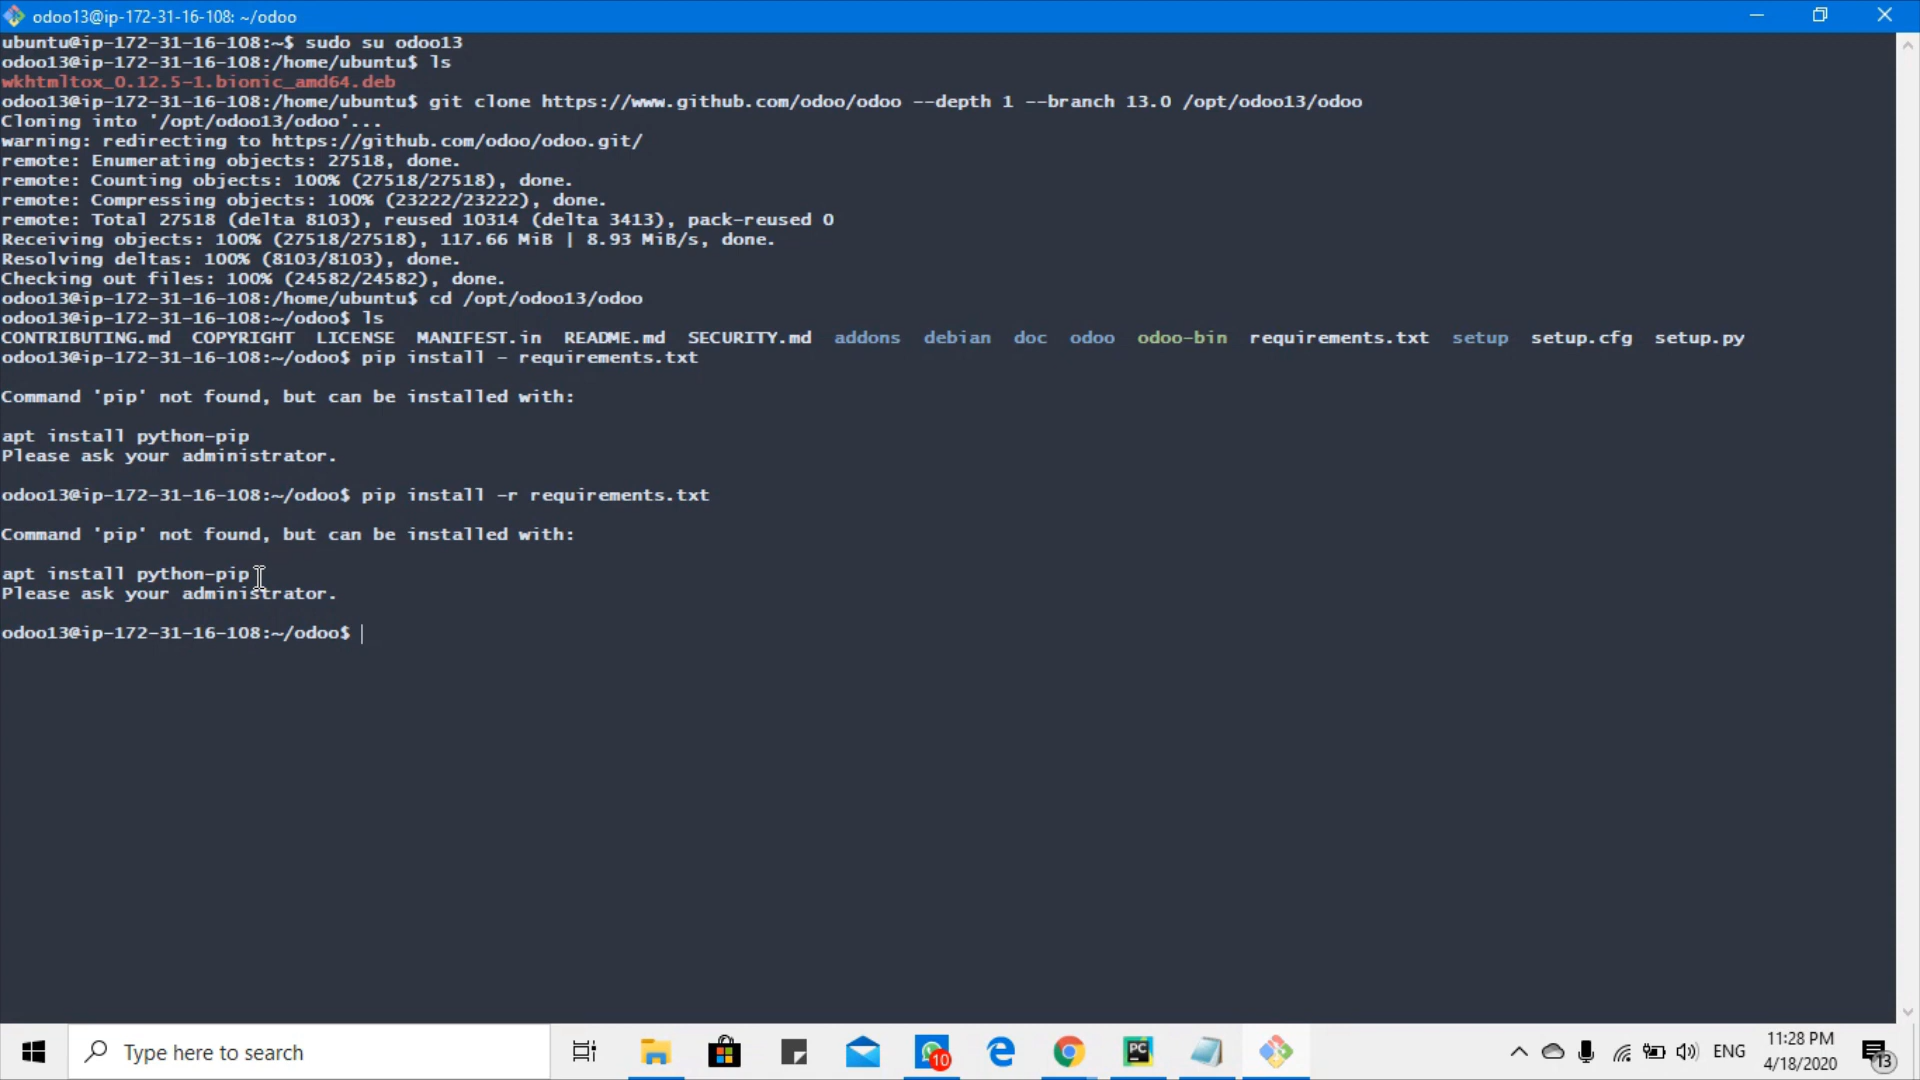 odoo13@ip-172-31-16-108: ~/odoo
ubuntu@ip-172-31-16-108:~$ sudo su odoo13
odoo13@ip-172-31-16-108:/home/ubuntu$ ls
wkhtmltox_0.12.5-1.bionic_amd64.deb
odoo13@ip-172-31-16-108:/home/ubuntu$ git clone https://www.github.com/odoo/odoo --depth 1 --branch 13.0 /opt/odoo13/odoo
Cloning into '/opt/odoo13/odoo'...
warning: redirecting to https://github.com/odoo/odoo.git/
remote: Enumerating objects: 27518, done.
remote: Counting objects: 100% (27518/27518), done.
remote: Compressing objects: 100% (23222/23222), done.
remote: Total 27518 (delta 8103), reused 10314 (delta 3413), pack-reused 0
Receiving objects: 100% (27518/27518), 117.66 MiB | 8.93 MiB/s, done.
Resolving deltas: 100% (8103/8103), done.
Checking out files: 100% (24582/24582), done.
odoo13@ip-172-31-16-108:/home/ubuntu$ cd /opt/odoo13/odoo
odoo13@ip-172-31-16-108:~/odoo$ ls
CONTRIBUTING.md COPYRIGHT LICENSE MANIFEST.in README.md SECURITY.md addons debian doc odoo odoo-bin requirements.txt setup setup.cfg setup.py
odoo13@ip-172-31-16-108:~/odoo$ pip install - requirements.txt
Command 'pip' not found, but can be installed with:
apt install python-pip
Please ask your administrator.
odoo13@ip-172-31-16-108:~/odoo$ pip install -r requirements.txt
Command 'pip' not found, but can be installed with:
apt install python-pip
Please ask your administrator.
odoo13@ip-172-31-16-108:~/odoo$
Type here to search
10
PC
ENG
11:28 PM
4/18/2020
13